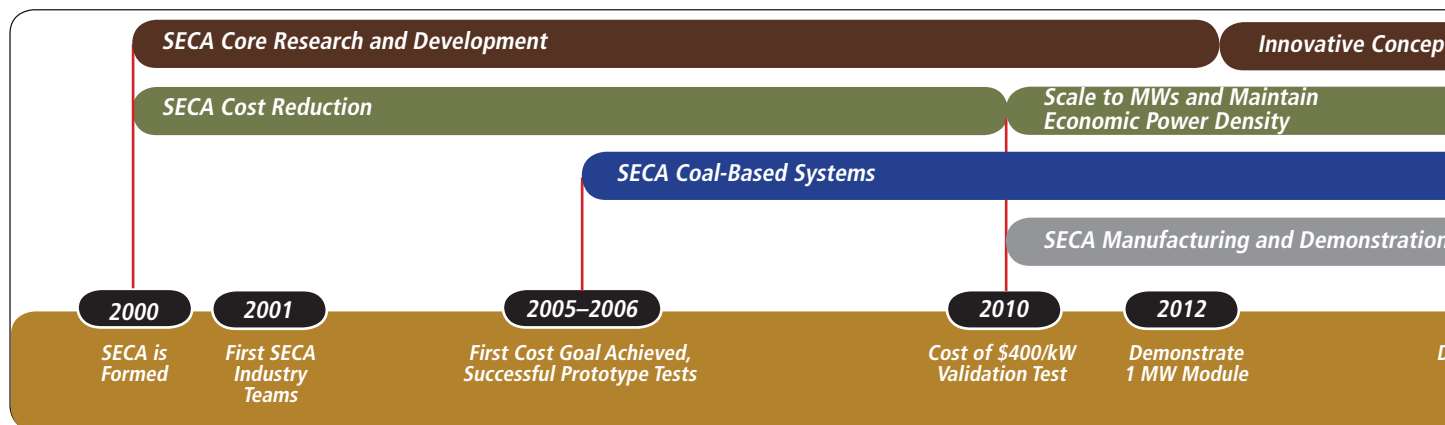 SECA Core Research and Development
SECA Cost Reduction
Scale to MWs and Maintain
Economic Power Density
SECA Coal-Based Systems
SECA Manufacturing and Demonstration
Innovative
2000
SECA is
Formed
2001
First SECA
Industry
Teams
2005–2006
First Cost Goal Achieved,
Successful Prototype Tests
2010
Cost of $400/kW
Validation Test
2012
Demonstrate
1 MW Module